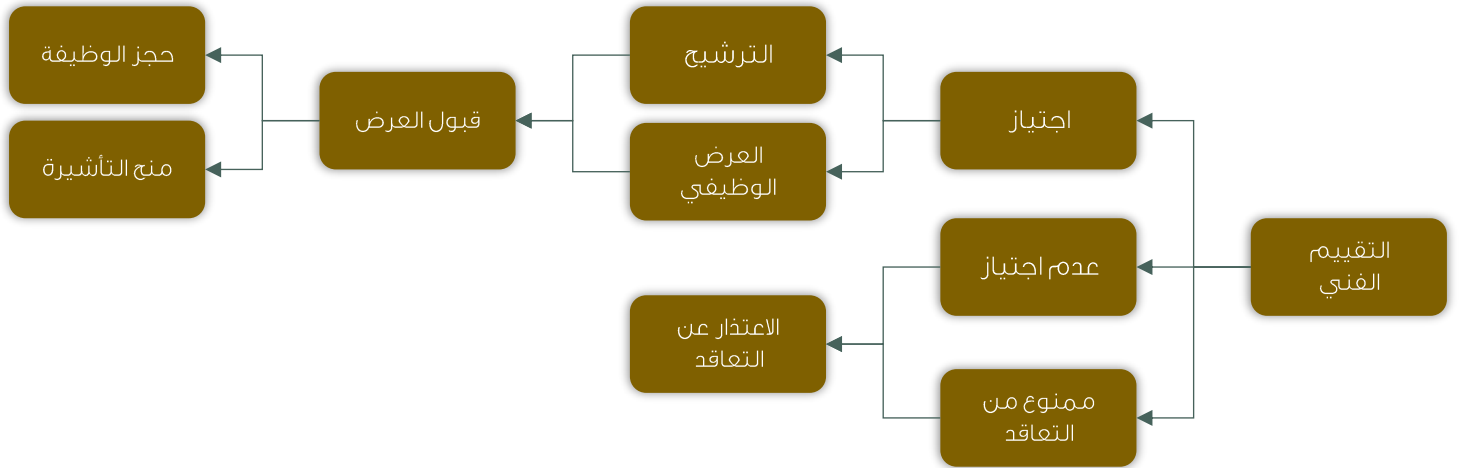 التقييم
الفني
اجتياز
عدم اجتياز
ممنوع من
التعاقد
الترشيح
العرض
الوظيفي
الاعتذار عن
التعاقد
قبول العرض
حجز الوظيفة
منح التأشيرة